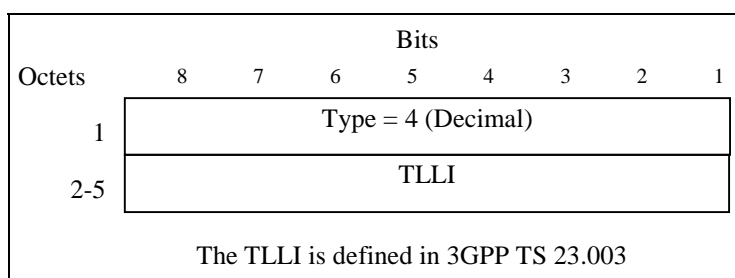 Bits
Octets 8 7 6 5 4 3 2 1
1 Type = 4 (Decimal)
2-5 TLLI
The TLLI is defined in 3GPP TS 23.003